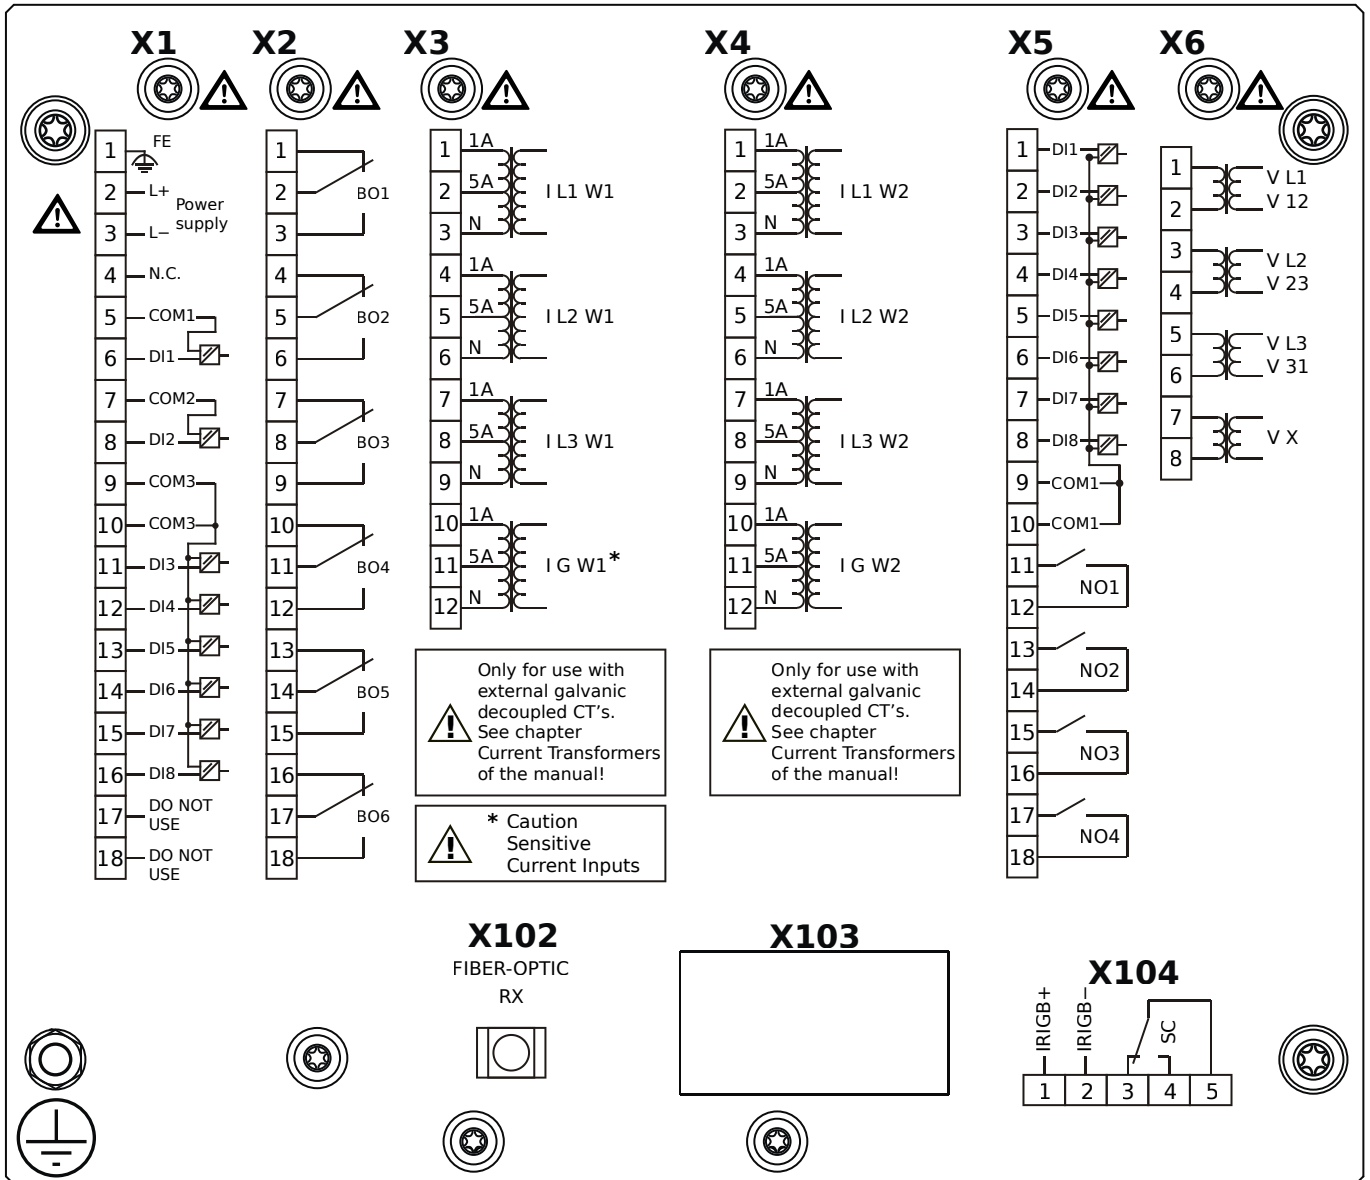 X1
X2
X3
X4
X5
X6
1
FE
2
L+
Power
supply
3
L−
4
N.C.
5
COM1
6
DI1
7
COM2
8
DI2
9
COM3
10
COM3
11
DI3
12
DI4
13
DI5
14
DI6
15
DI7
16
DI8
17
DO NOT
USE
18
DO NOT
USE
1
2
BO1
3
4
5
BO2
6
7
8
BO3
9
10
11
BO4
12
13
14
BO5
15
16
17
BO6
18
1
1A
2
5A
I L1 W1
3
N
4
1A
5
5A
I L2 W1
6
N
7
1A
8
5A
I L3 W1
9
N
10
1A
11
5A
I G W1*
12
N
Only for use with
external galvanic
decoupled CT's.
See chapter
Current Transformers
of the manual!
* Caution
Sensitive
Current Inputs
1
1A
2
5A
I L1 W2
3
N
4
1A
5
5A
I L2 W2
6
N
7
1A
8
5A
I L3 W2
9
N
10
1A
11
5A
I G W2
12
N
Only for use with
external galvanic
decoupled CT's.
See chapter
Current Transformers
of the manual!
1
DI1
2
DI2
3
DI3
4
DI4
5
DI5
6
DI6
7
DI7
8
DI8
9
COM1
10
COM1
11
NO1
12
13
NO2
14
15
NO3
16
17
NO4
18
1
V L1
2
V 12
3
V L2
4
V 23
5
V L3
6
V 31
7
V X
8
X102
FIBER-OPTIC
RX
X103
X104
IRIGB+
IRIGB−
SC
1 2 3 4 5